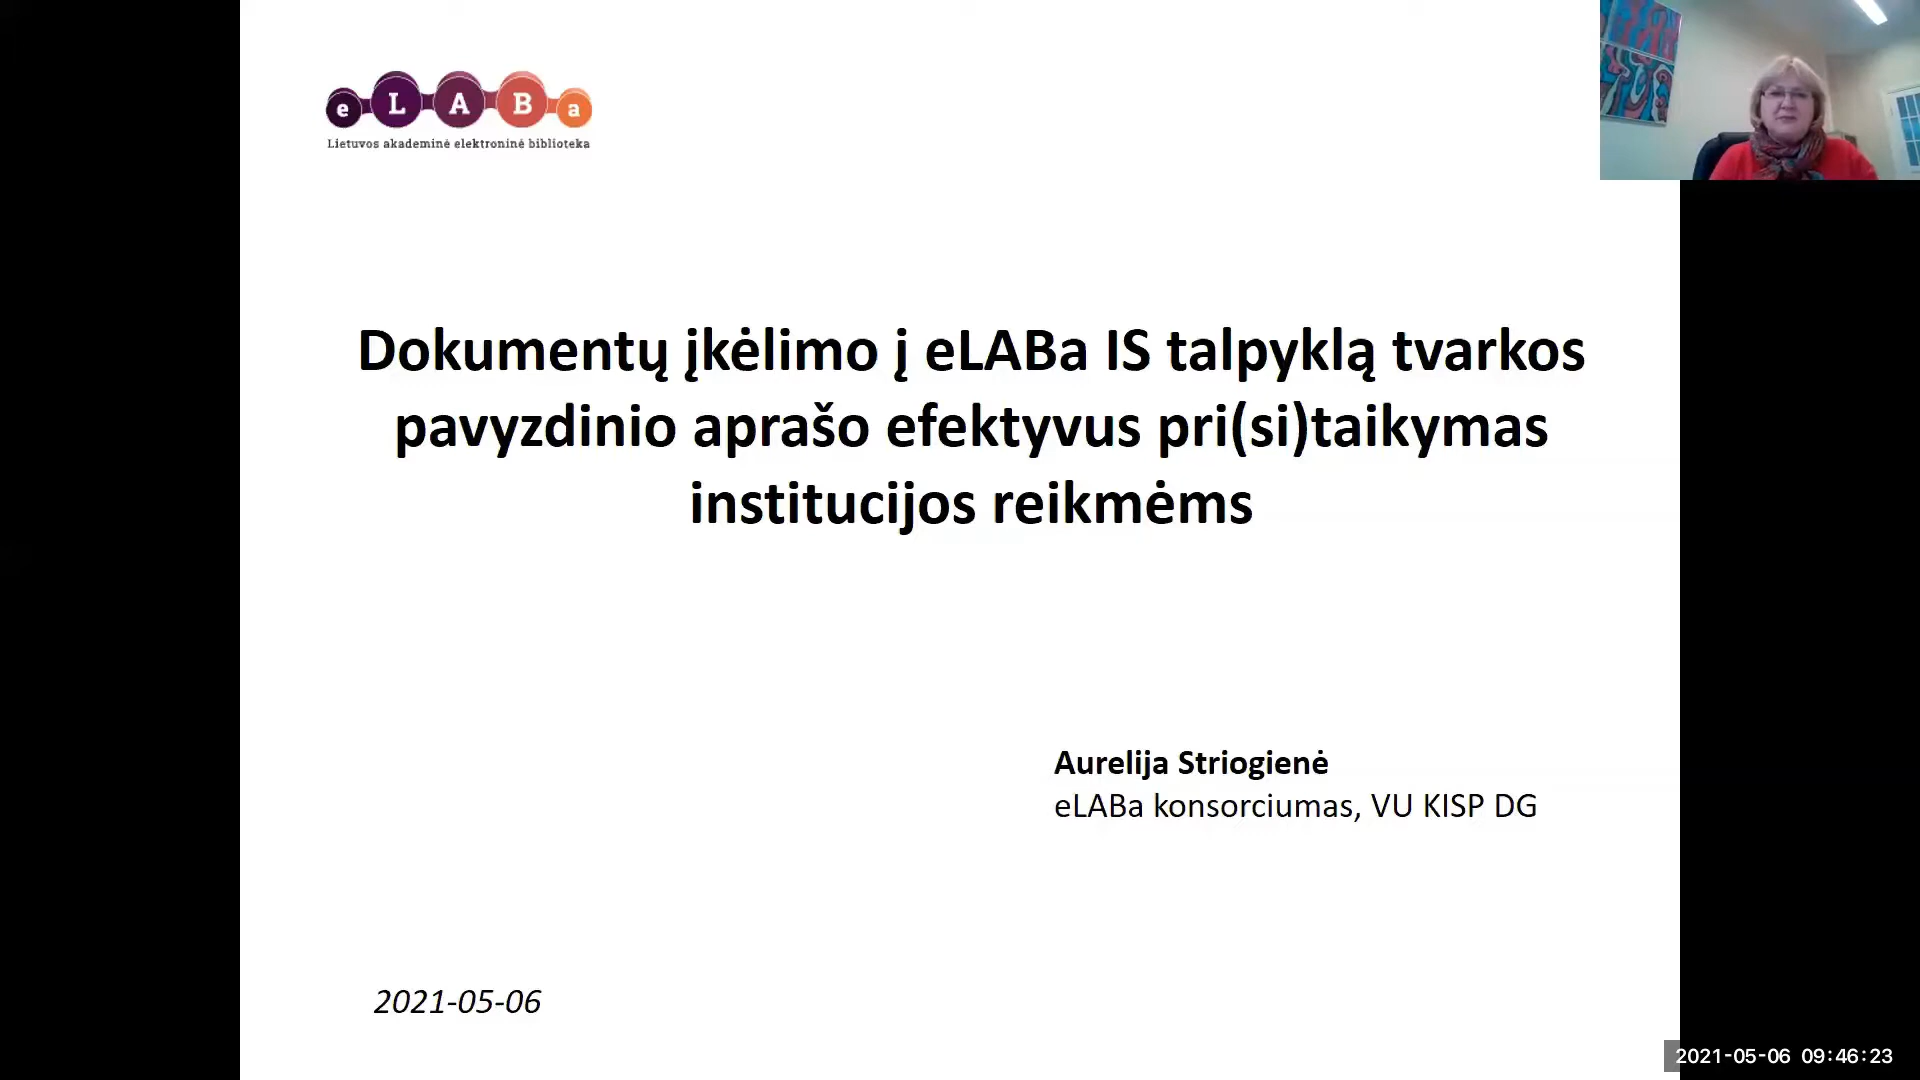 eLABa
Lietuvos akademinė elektroninė biblioteka
Dokumentų įkėlimo į eLABa IS talpyklą tvarkos
pavyzdinio aprašo efektyvus pri(si)taikymas
institucijos reikmėms
Aurelija Striogienė
eLABa konsorciumas, VU KISP DG
2021-05-06
2021-05-06 09:46:23